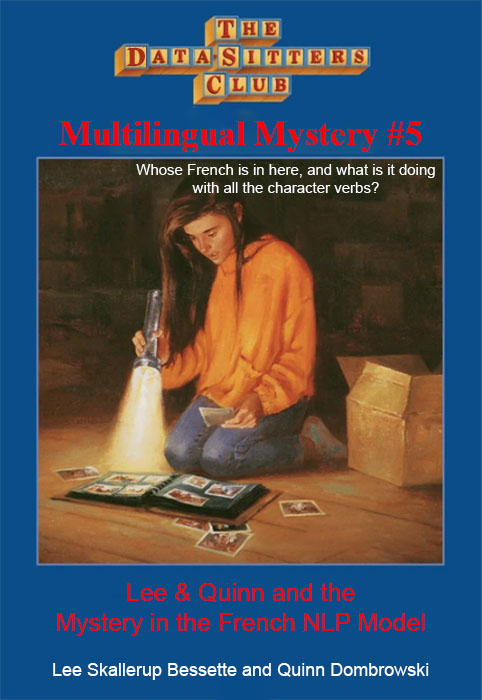 THE
DATA SITTERS
CLUB
Multilingual Mystery #5
Whose French is in here, and what is it doing
with all the character verbs?
Lee & Quinn and the
Mystery in the French NLP Model
Lee Skallerup Bessette and Quinn Dombrowski